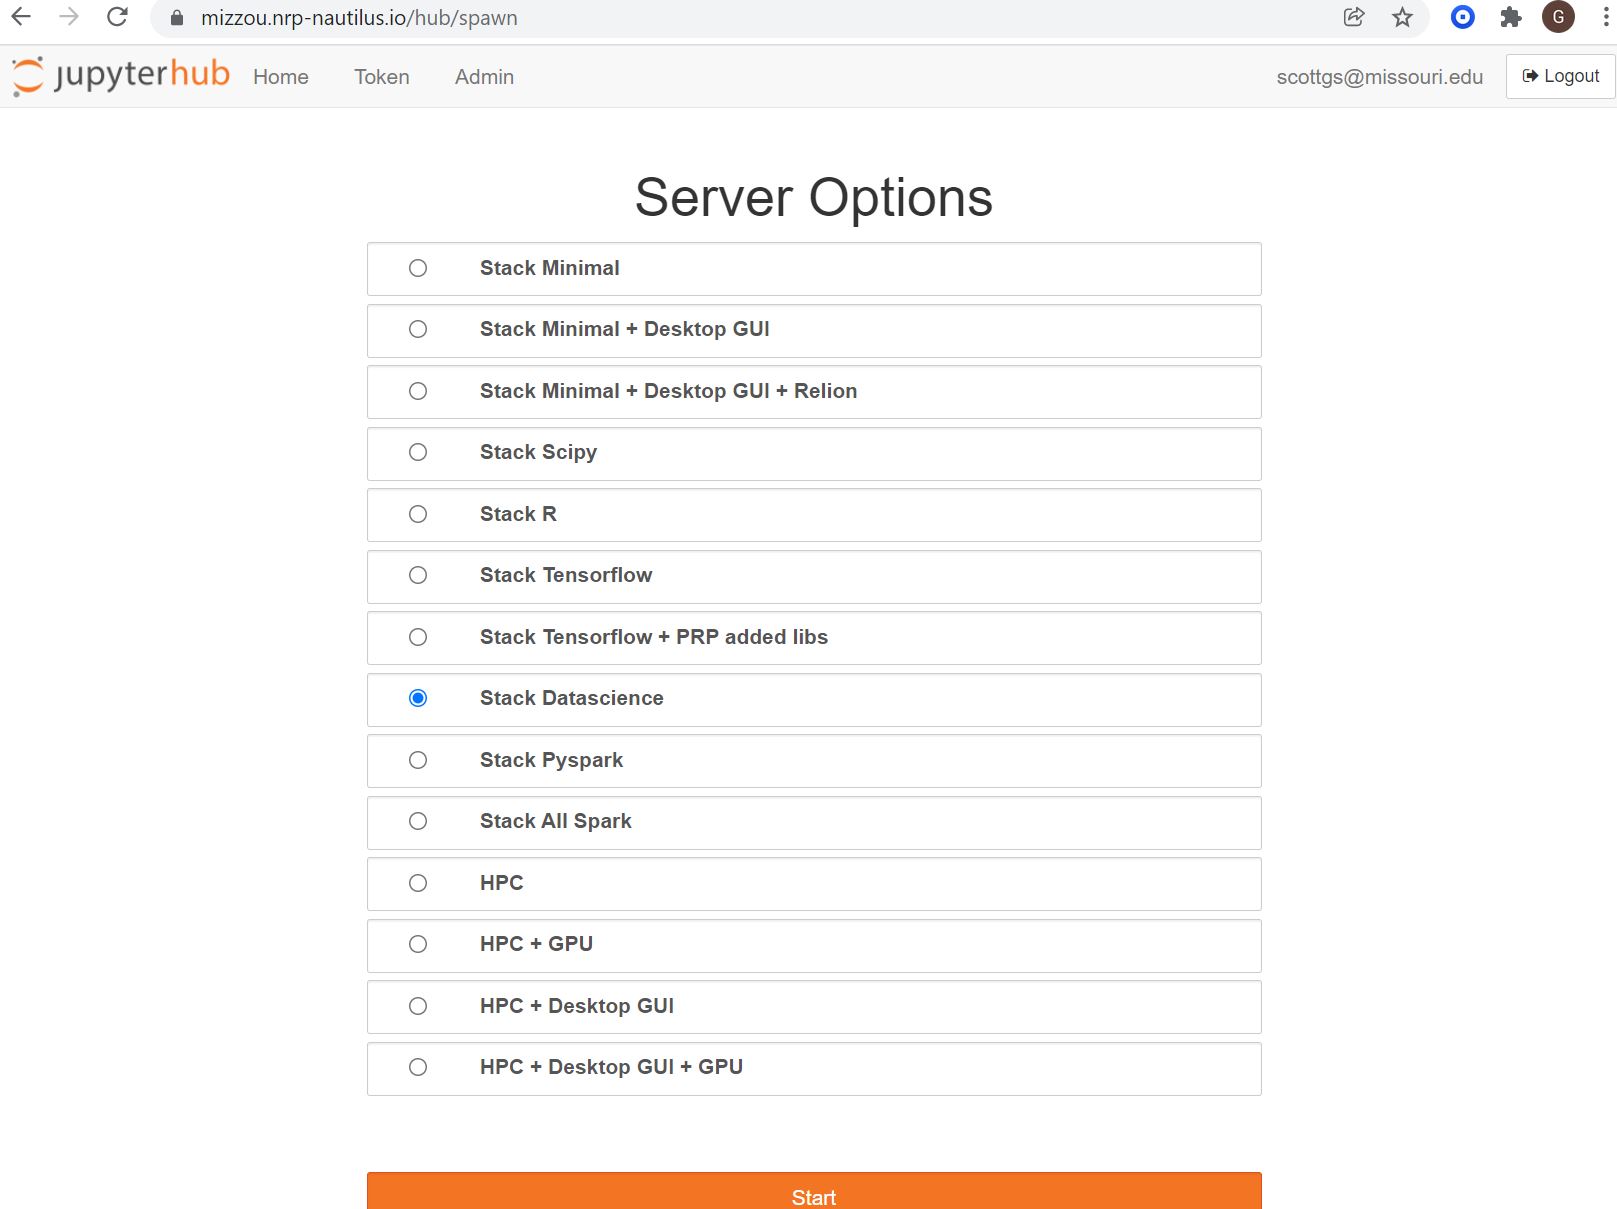 mizzou.nrp-nautilus.io/hub/spawn
G
jupyterhub Home Token Admin scottgs@missouri.edu Logout
Server Options
Stack Minimal
Stack Minimal + Desktop GUI
Stack Minimal + Desktop GUI + Relion
Stack Scipy
Stack R
Stack Tensorflow
Stack Tensorflow + PRP added libs
Stack Datascience
Stack Pyspark
Stack All Spark
HPC
HPC + GPU
HPC + Desktop GUI
HPC + Desktop GUI + GPU
Start